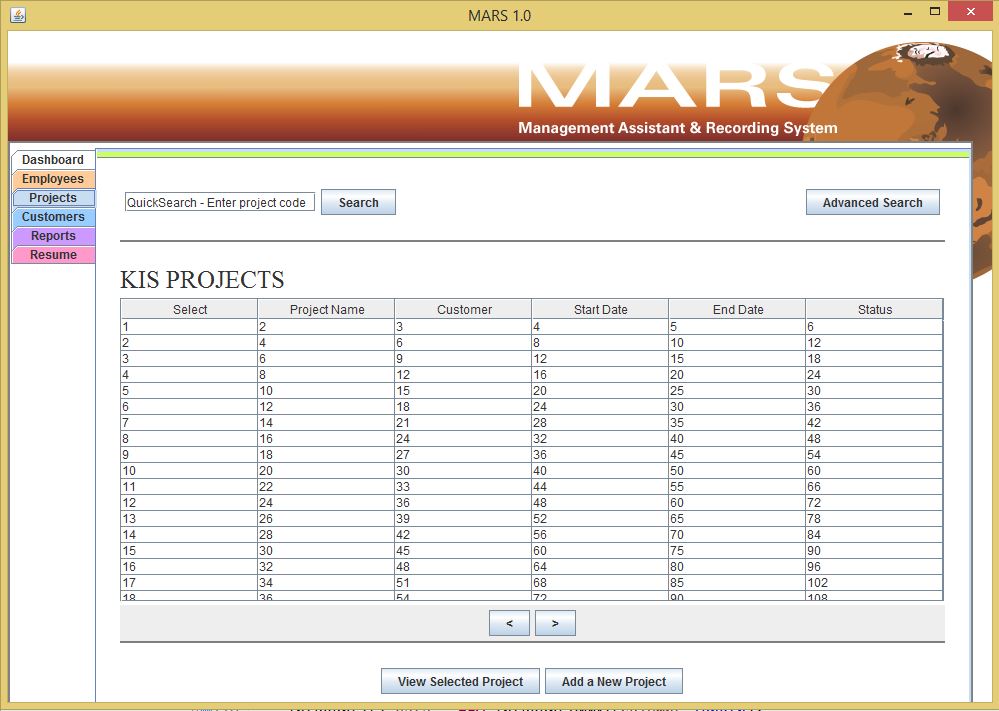 MARS 1.0
MARS
Management Assistant & Recording System
Dashboard
Employees
Projects
Customers
Reports
Resume
QuickSearch - Enter project code
Search
Advanced Search
KIS PROJECTS
Select Project Name Customer Start Date End Date Status
1 2 3 4 5 6
2 4 6 8 10 12
3 6 9 12 15 18
4 8 12 16 20 24
5 10 15 20 25 30
6 12 18 24 30 36
7 14 21 28 35 42
8 16 24 32 40 48
9 18 27 36 45 54
10 20 30 40 50 60
11 22 33 44 55 66
12 24 36 48 60 72
13 26 39 52 65 78
14 28 42 56 70 84
15 30 45 60 75 90
16 32 48 64 80 96
17 34 51 68 85 102
18 36 54 72 90 108
< >
View Selected Project Add a New Project